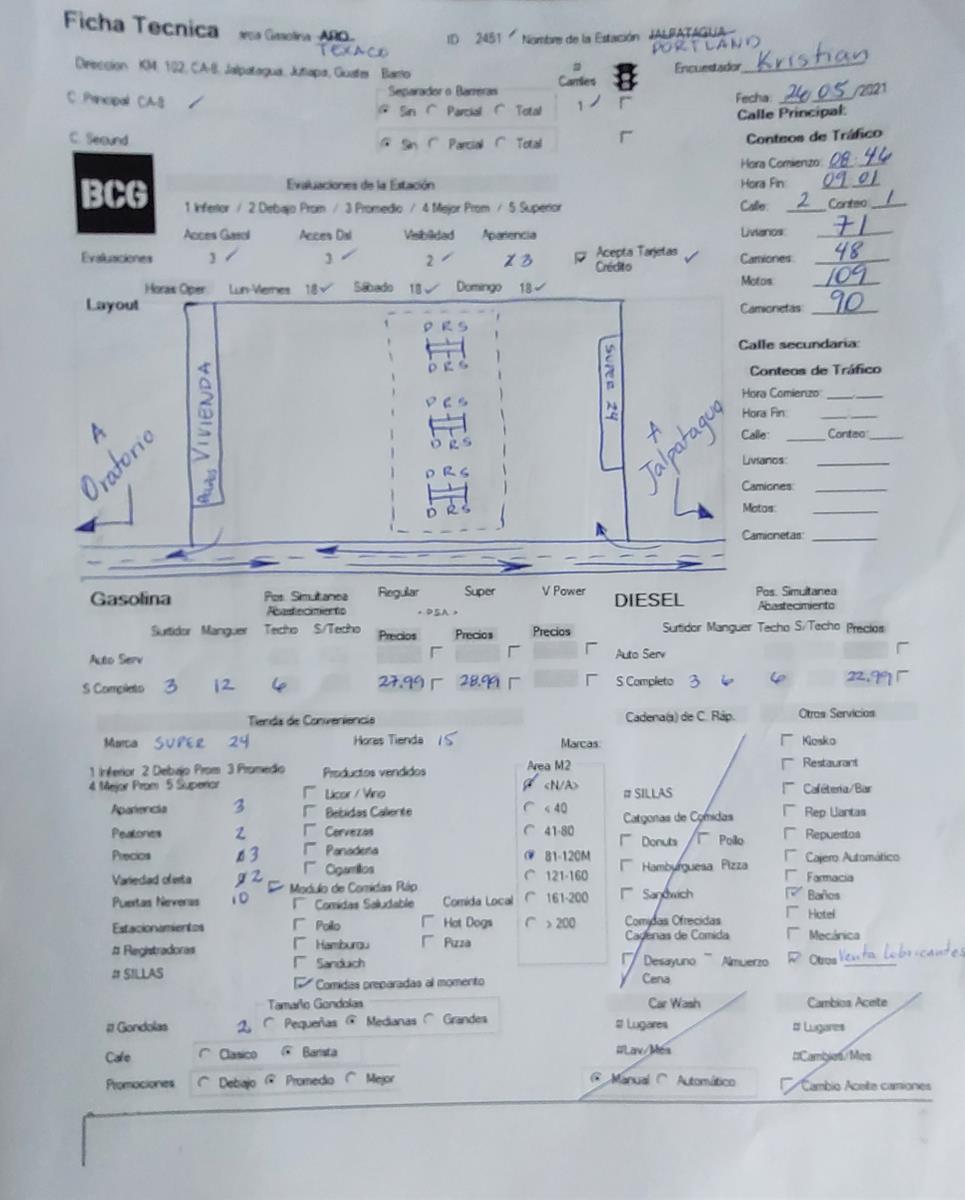 Ficha Tecnica
arca Gasolina ARO TEXACO
ID 2451 Nombre de la Estación JALPATAGUA PORTLAND
Encuestador Kristian
Direccion KM. 102, CA-8, Jalpatagua, Jutiapa, Guater Barrio
# Carriles
Fecha: 26 05 /2021
C. Principal CA-8
Separador o Barreras
Sin Parcial Total
1
C. Secund
Sin Parcial Total
Calle Principal:
Conteos de Tráfico
Hora Comienzo: 08:46
Hora Fin: 09 01
Calle: 2 Conteo: 1
Livianos: 71
Camiones: 48
Motos: 109
Camionetas: 90
BCG
Evaluaciones de la Estación
1 Inferior / 2 Debajo Prom / 3 Promedio / 4 Mejor Prom / 5 Superior
Acces Gasol Acces Dsl Visibilidad Apariencia
Evaluaciones 3 3 2 3
Acepta Tarjetas Crédito
Horas Oper Lun-Viernes 18 Sábado 18 Domingo 18
Layout
VIVIENDA
D R S
D R S
D R S
D R S
D R S
D R S
SUPER 24
A Oratorio
A Jalpatagua
Calle secundaria:
Conteos de Tráfico
Hora Comienzo:
Hora Fin:
Calle: Conteo:
Livianos:
Camiones:
Motos:
Camionetas:
Gasolina
Pos. Simultanea Abastecimiento
Regular Super V Power
Surtidor Manguer Techo S/Techo Precios Precios Precios
Auto Serv
S Completo 3 12 6 27.99 28.99
DIESEL
Pos. Simultanea Abastecimiento
Surtidor Manguer Techo S/Techo Precios
Auto Serv
S Completo 3 6 6 22.99
Tienda de Conveniencia
Marca SUPER 24 Horas Tienda 15
Marcas:
1 Inferior 2 Debajo Prom 3 Promedio
4 Mejor Prom 5 Superior
Apariencia 3
Peatones 2
Precios 3
Variedad oferta 2
Puertas Neveras 10
Estacionamientos
# Registradoras
# SILLAS
Productos vendidos
Licor / Vino
Bebidas Caliente
Cervezas
Panaderia
Cigarrillos
Modulo de Comidas Ráp
Comidas Saludable Comida Local
Pollo Hot Dogs
Hamburgu Pizza
Sanduich
Comidas preparadas al momento
Area M2
<N/A>
< 40
41-80
81-120M
121-160
161-200
> 200
Tamaño Gondolas
# Gondolas 2 Pequeñas Medianas Grandes
Cafe Clasico Barista
Promociones Debajo Promedio Mejor
Cadena(s) de C. Ráp.
# SILLAS
Catgorias de Comidas
Donuts Pollo
Hamburguesa Pizza
Sandwich
Comidas Ofrecidas
Cadenas de Comida
Desayuno Almuerzo
Cena
Otros Servicios
Kiosko
Restaurant
Caféteria/Bar
Rep Llantas
Repuestos
Cajero Automático
Farmacia
Baños
Hotel
Mecánica
Otros Venta Lubricantes
Car Wash
# Lugares
#Lav/Mes
Manual Automático
Cambios Aceite
# Lugares
#Cambios/Mes
Cambio Aceite camiones